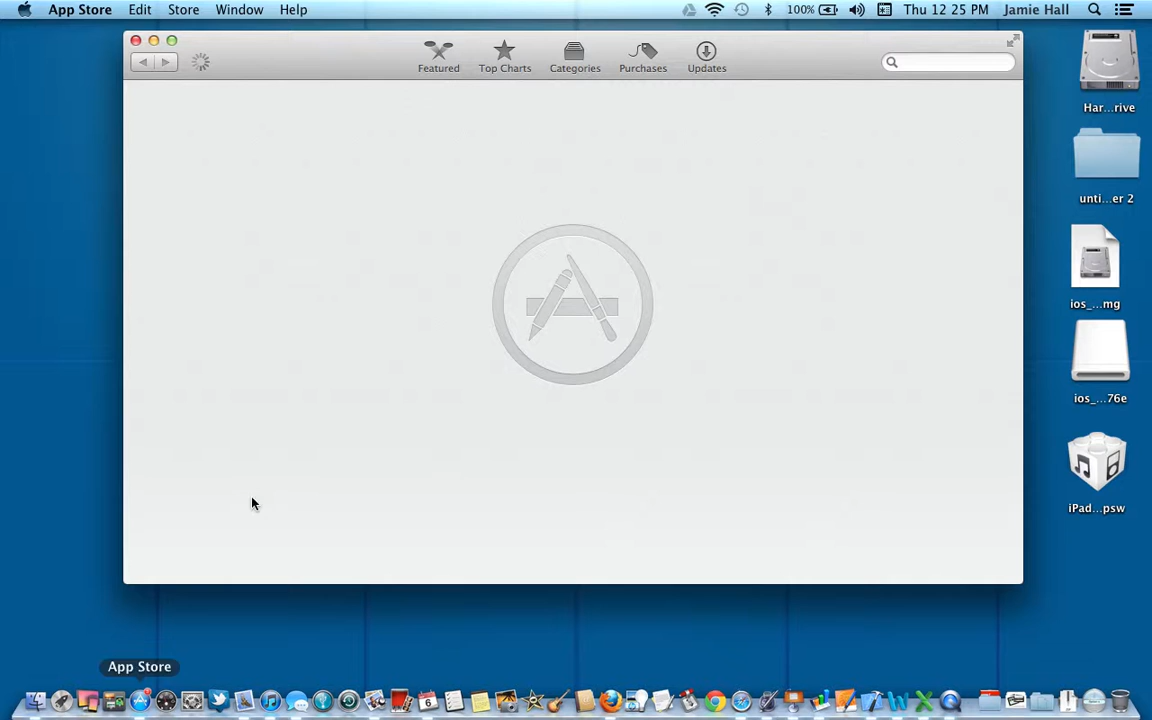 App Store Edit Store Window Help 100% Thu 12 25 PM Jamie Hall
Featured Top Charts Categories Purchases Updates
Har...rive
unti...er 2
ios_...mg
ios_...76e
iPad...psw
App Store